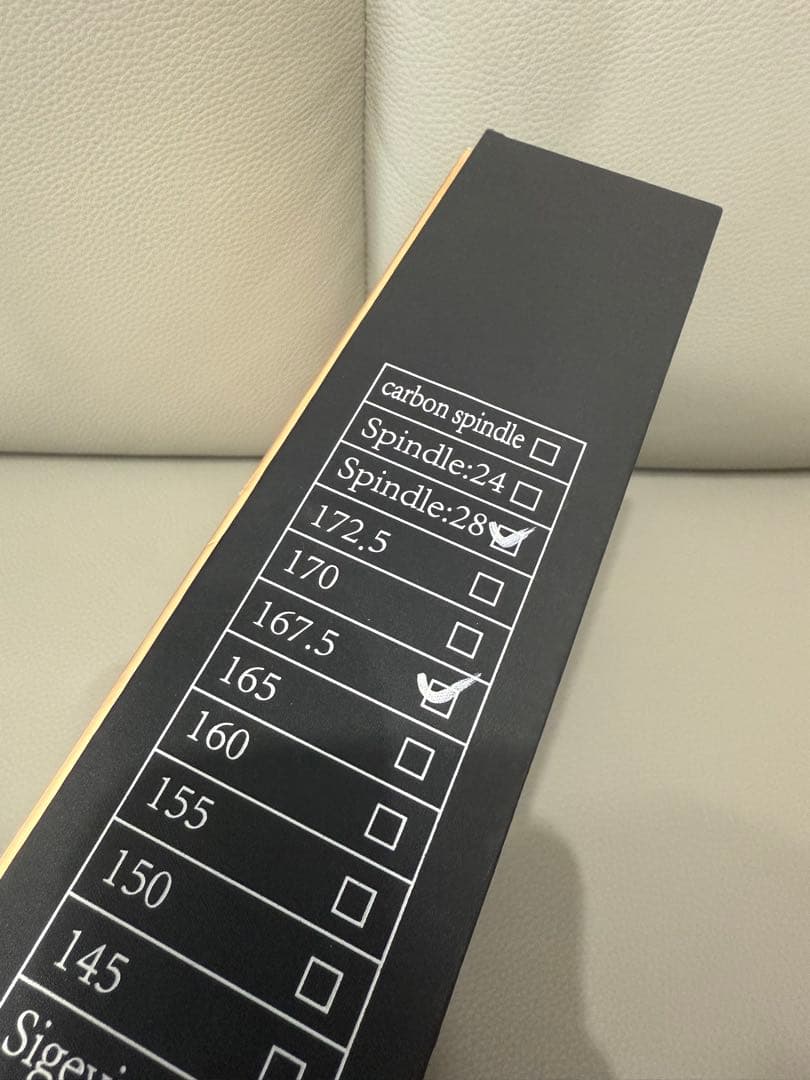 carbon spindle ☐
Spindle:24 ☐
Spindle:28 ☑
172.5 ☐
170 ☐
167.5 ☑
165 ☐
160 ☐
155 ☐
150 ☐
145 ☐